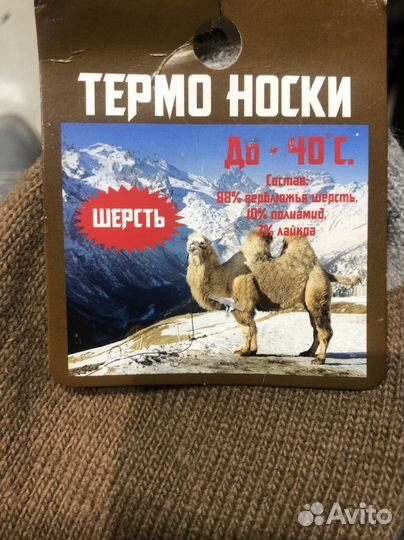 ТЕРМО НОСКИ
До - 40°С.
Состав:
88% верблюжья шерсть,
10% полиамид,
2% лайкра
ШЕРСТЬ
Avito